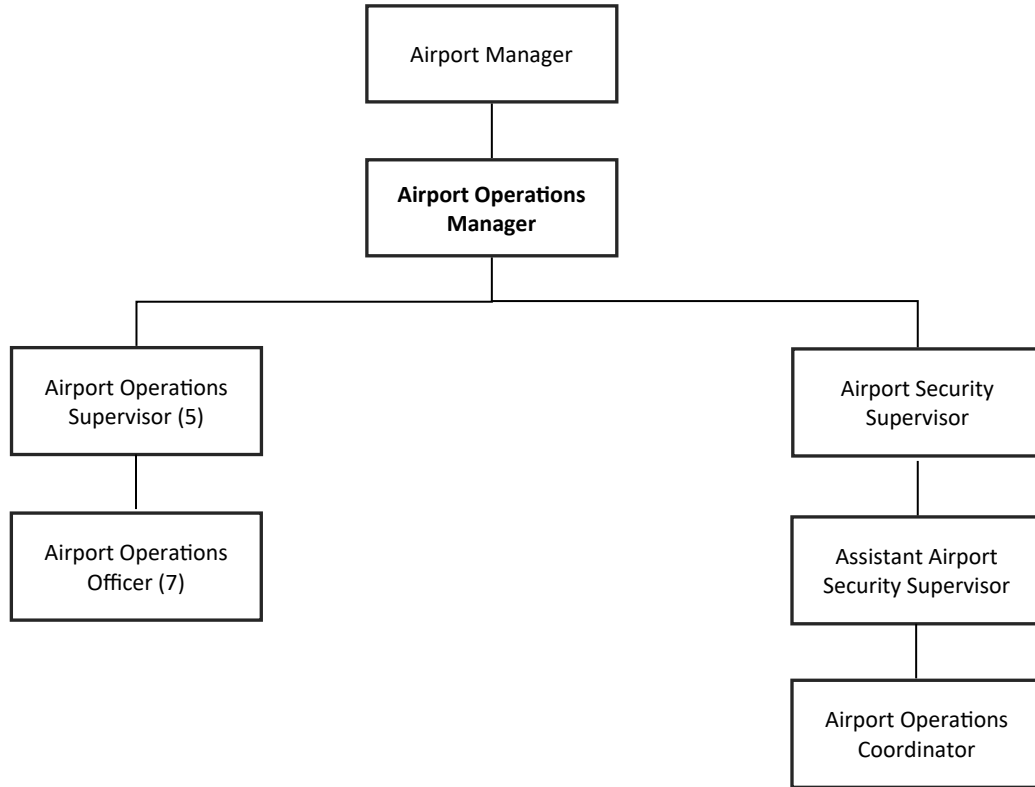 Airport Manager
Airport Operations
Manager
Airport Operations
Supervisor (5)
Airport Security
Supervisor
Airport Operations
Officer (7)
Assistant Airport
Security Supervisor
Airport Operations
Coordinator